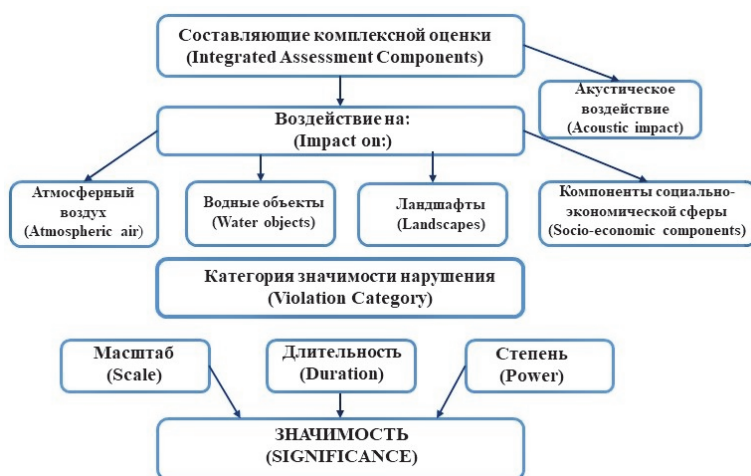 Составляющие комплексной оценки
(Integrated Assessment Components)
Акустическое
воздействие
(Acoustic impact)
Воздействие на:
(Impact on:)
Атмосферный
воздух
(Atmospheric air)
Водные объекты
(Water objects)
Ландшафты
(Landscapes)
Компоненты социально-
экономической сферы
(Socio-economic components)
Категория значимости нарушения
(Violation Category)
Масштаб
(Scale)
Длительность
(Duration)
Степень
(Power)
ЗНАЧИМОСТЬ
(SIGNIFICANCE)